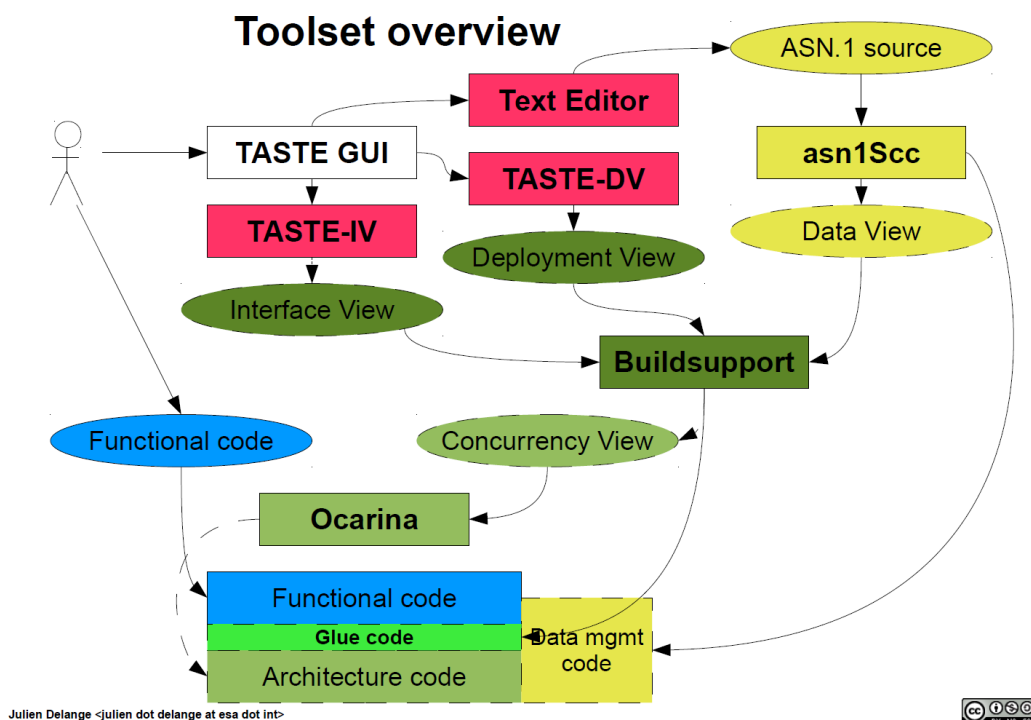 Toolset overview
ASN.1 source
Text Editor
TASTE GUI
asn1Scc
TASTE-DV
TASTE-IV
Data View
Deployment View
Interface View
Buildsupport
Functional code
Concurrency View
Ocarina
Functional code
Glue code
Data mgmt
code
Architecture code
Julien Delange <julien dot delange at esa dot int>
cc